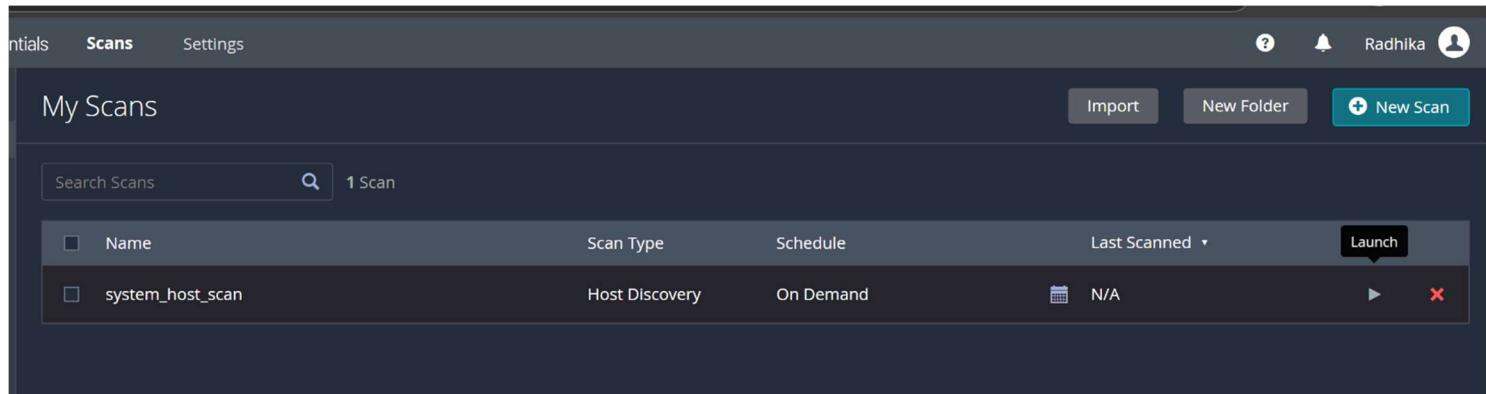 ntials Scans Settings Radhika
My Scans Import New Folder New Scan
Search Scans 1 Scan
Name Scan Type Schedule Last Scanned Launch
system_host_scan Host Discovery On Demand N/A